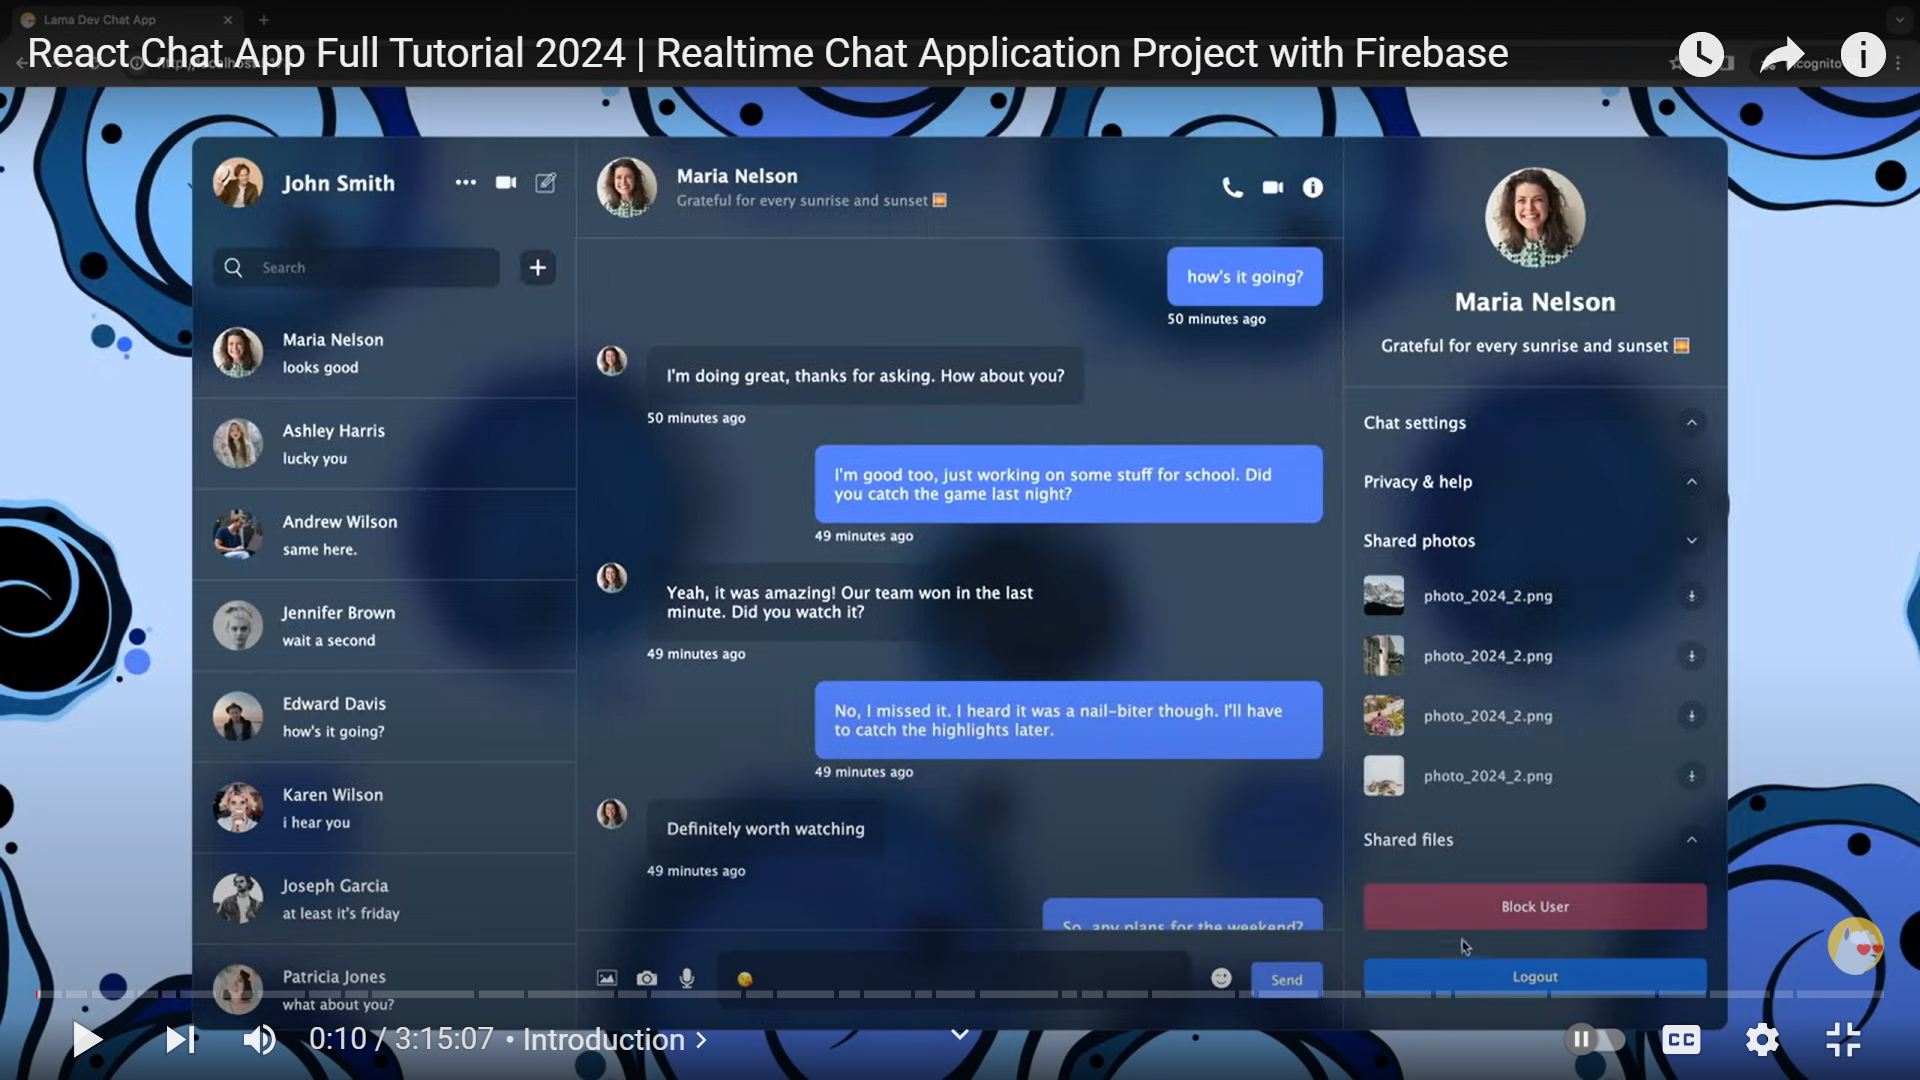 Lama Dev Chat App
React Chat App Full Tutorial 2024 | Realtime Chat Application Project with Firebase
John Smith
Search
Maria Nelson
looks good
Ashley Harris
lucky you
Andrew Wilson
same here.
Jennifer Brown
wait a second
Edward Davis
how's it going?
Karen Wilson
i hear you
Joseph Garcia
at least it's friday
Patricia Jones
what about you?
Maria Nelson
Grateful for every sunrise and sunset
how's it going?
50 minutes ago
I'm doing great, thanks for asking. How about you?
50 minutes ago
I'm good too, just working on some stuff for school. Did
you catch the game last night?
49 minutes ago
Yeah, it was amazing! Our team won in the last
minute. Did you watch it?
49 minutes ago
No, I missed it. I heard it was a nail-biter though. I'll have
to catch the highlights later.
49 minutes ago
Definitely worth watching
49 minutes ago
So, any plans for the weekend?
Send
Maria Nelson
Grateful for every sunrise and sunset
Chat settings
Privacy & help
Shared photos
photo_2024_2.png
photo_2024_2.png
photo_2024_2.png
photo_2024_2.png
Shared files
Block User
Logout
0:10 / 3:15:07 • Introduction
CC